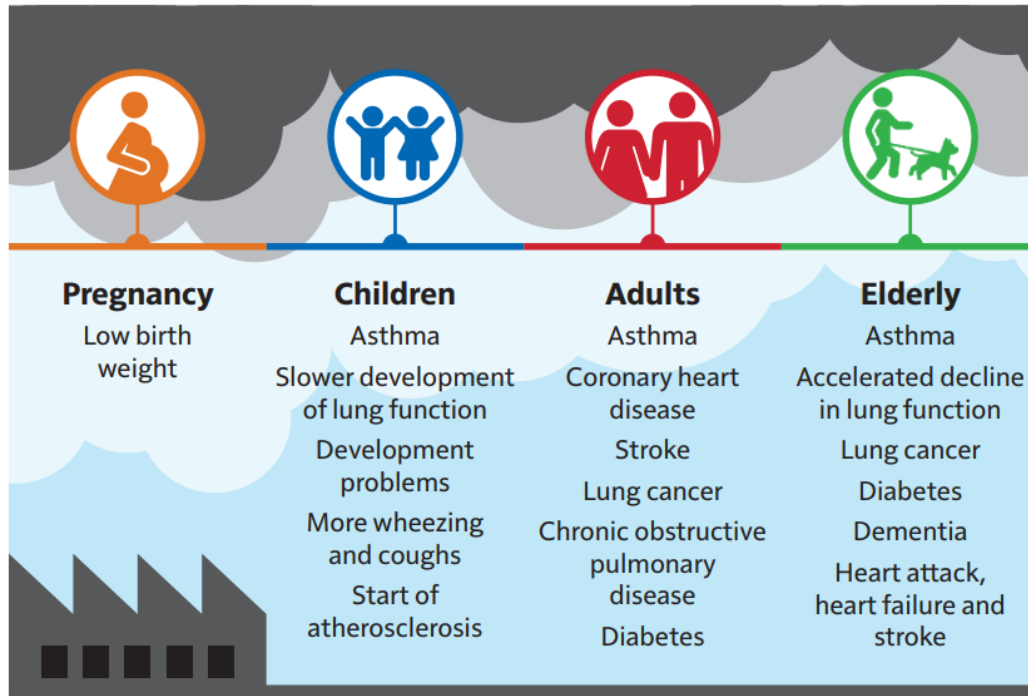 Pregnancy
Low birth
weight
Children
Asthma
Slower development
of lung function
Development
problems
More wheezing
and coughs
Start of
atherosclerosis
Adults
Asthma
Coronary heart
disease
Stroke
Lung cancer
Chronic obstructive
pulmonary
disease
Diabetes
Elderly
Asthma
Accelerated decline
in lung function
Lung cancer
Diabetes
Dementia
Heart attack,
heart failure and
stroke